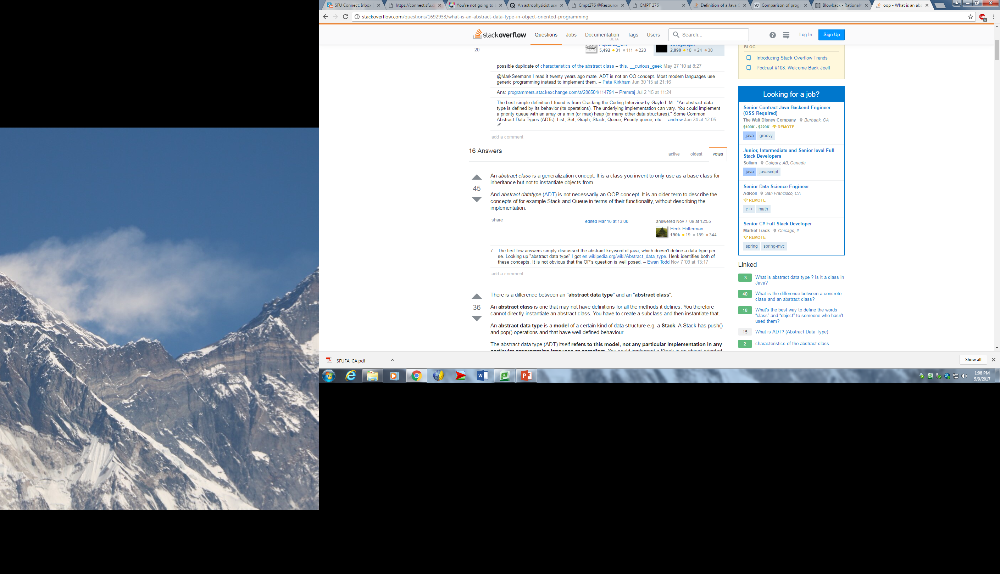 SFU Connect: Inbox
https://connect.sfu.c
You're not going to
An astrophysicist use
Cmpt276 @Resource
CMPT 276
Definition of a Java C
Comparison of prog
Blowback - Rational
oop - What is an abs
stackoverflow.com/questions/1692933/what-is-an-abstract-data-type-in-object-oriented-programming
ABP
6
stackoverflow
Questions
Jobs
Documentation
BETA
Tags
Users
Search...
Log In
Sign Up
20
5,492 31 111 220
2,890 10 24 30
possible duplicate of characteristics of the abstract class – this. __curious_geek May 27 '10 at 8:27
@MarkSeemann I read it twenty years ago mate. ADT is not an OO concept. Most modern languages use
generic programming instead to implement them. – Pete Kirkham Jun 30 '15 at 21:16
Ans: programmers.stackexchange.com/a/288504/114794 – Premraj Jul 2 '15 at 11:24
The best simple definition I found is from Cracking the Coding Interview by Gayle L.M.: "An abstract data
type is defined by its behavior (its operations). The underlying implementation can vary. You could implement
a priority queue with an array or a min (or max) heap (or many other data structures)." Some Common
Abstract Data Types (ADTs): List, Set, Graph, Stack, Queue, Priority queue, etc. – andrew Jan 24 at 12:05
add a comment
16 Answers
active
oldest
votes
45
An abstract class is a generalization concept. It is a class you invent to only use as a base class for
inheritance but not to instantiate objects from.
And abstract datatype (ADT) is not necessarily an OOP concept. It is an older term to describe the
concepts of for example Stack and Queue in terms of their functionality, without describing the
implementation.
share
edited Mar 16 at 13:00
answered Nov 7 '09 at 12:55
Henk Holterman
190k 19 189 344
7 The first few answers simply discussed the abstract keyword of java, which doesn't define a data type per
se. Looking up "abstract data type" I got en.wikipedia.org/wiki/Abstract_data_type. Henk identifies both of
these concepts. It is not obvious that the OP's question is well posed. – Ewan Todd Nov 7 '09 at 13:17
add a comment
36
There is a difference between an "abstract data type" and an "abstract class".
An abstract class is one that may not have definitions for all the methods it defines. You therefore
cannot directly instantiate an abstract class. You have to create a subclass and then instantiate that.
An abstract data type is a model of a certain kind of data structure e.g. a Stack. A Stack has push()
and pop() operations and that have well-defined behaviour.
The abstract data type (ADT) itself refers to this model, not any particular implementation in any
particular programming language or paradigm. You could implement a Stack in an object-oriented
BLOG
Introducing Stack Overflow Trends
Podcast #108: Welcome Back Joel!
Looking for a job?
Senior Contract Java Backend Engineer
(OSS Required)
The Walt Disney Company Burbank, CA
$100K - $220K REMOTE
java groovy
Junior, Intermediate and Senior-level Full
Stack Developers
Solium Calgary, AB, Canada
java javascript
Senior Data Science Engineer
AdRoll San Francisco, CA
REMOTE
c++ math
Senior C# Full Stack Developer
Market Track Chicago, IL
REMOTE
spring spring-mvc
Linked
-3 What is abstract data type ? Is it a class in
Java?
40 What is the difference between a concrete
class and an abstract class?
18 What's the best way to define the words
“class” and “object” to someone who hasn't
used them?
15 What is ADT? (Abstract Data Type)
2 characteristics of the abstract class
SFUFA_CA.pdf
Show all
1:08 PM
5/9/2017